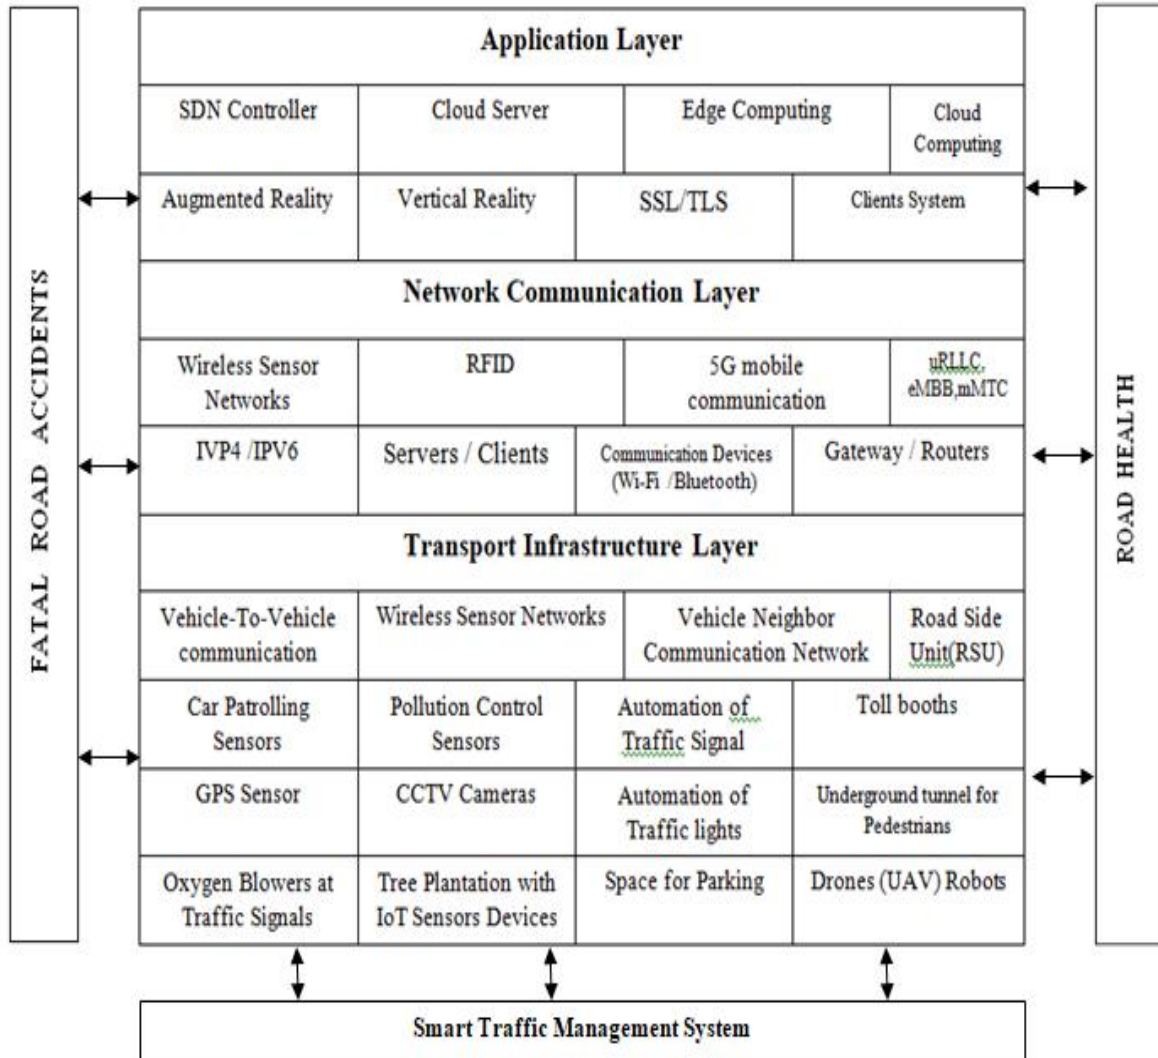 Application Layer
SDN Controller
Cloud Server
Edge Computing
Cloud
Computing
Augmented Reality
Vertical Reality
SSL/TLS
Clients System
Network Communication Layer
Wireless Sensor
Networks
RFID
5G mobile
communication
uRLLC,
eMBB,mMTC
IVP4 /IPV6
Servers / Clients
Communication Devices
(Wi-Fi /Bluetooth)
Gateway / Routers
Transport Infrastructure Layer
Vehicle-To-Vehicle
communication
Wireless Sensor Networks
Vehicle Neighbor
Communication Network
Road Side
Unit(RSU)
Car Patrolling
Sensors
Pollution Control
Sensors
Automation of
Traffic Signal
Toll booths
GPS Sensor
CCTV Cameras
Automation of
Traffic lights
Underground tunnel for
Pedestrians
Oxygen Blowers at
Traffic Signals
Tree Plantation with
IoT Sensors Devices
Space for Parking
Drones (UAV) Robots
FATAL ROAD ACCIDENTS
ROAD HEALTH
Smart Traffic Management System